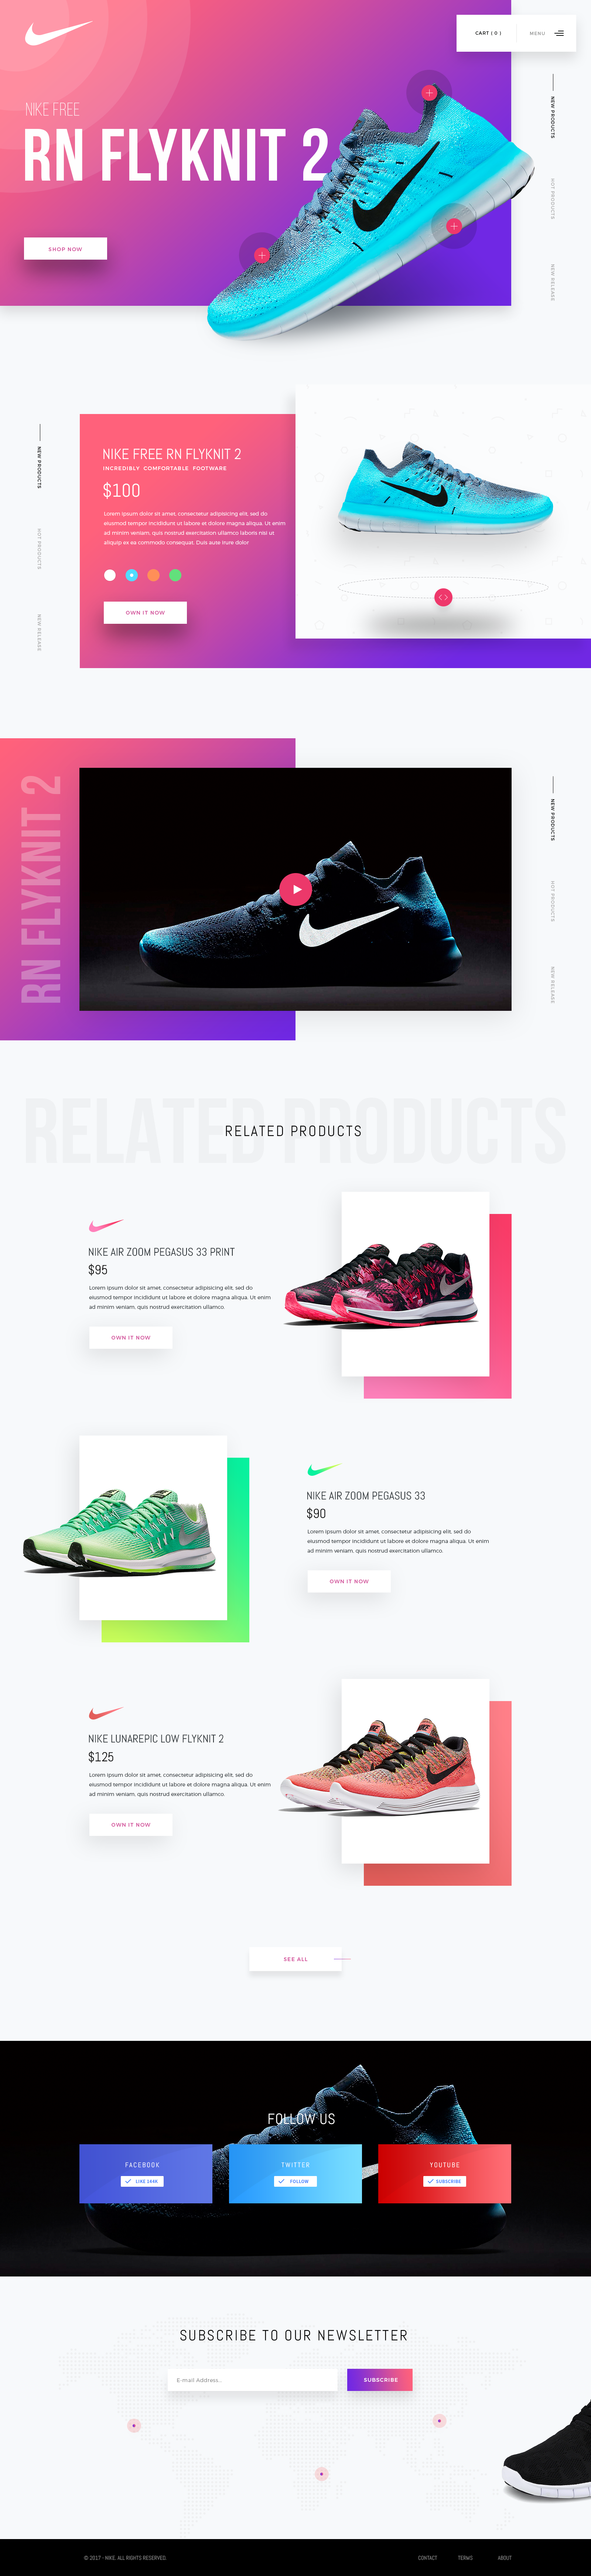 CART ( 0 )
MENU
NIKE FREE
RN FLYKNIT 2
SHOP NOW
NEW PRODUCTS
HOT PRODUCTS
NEW RELEASE
NEW PRODUCTS
HOT PRODUCTS
NEW RELEASE
NIKE FREE RN FLYKNIT 2
INCREDIBLY COMFORTABLE FOOTWARE
$100
Lorem ipsum dolor sit amet, consectetur adipisicing elit, sed do
eiusmod tempor incididunt ut labore et dolore magna aliqua. Ut enim
ad minim veniam, quis nostrud exercitation ullamco laboris nisi ut
aliquip ex ea commodo consequat. Duis aute irure dolor
OWN IT NOW
RN FLYKNIT 2
NEW PRODUCTS
HOT PRODUCTS
NEW RELEASE
RELATED PRODUCTS
RELATED PRODUCTS
NIKE AIR ZOOM PEGASUS 33 PRINT
$95
Lorem ipsum dolor sit amet, consectetur adipisicing elit, sed do
eiusmod tempor incididunt ut labore et dolore magna aliqua. Ut enim
ad minim veniam, quis nostrud exercitation ullamco.
OWN IT NOW
NIKE AIR ZOOM PEGASUS 33
$90
Lorem ipsum dolor sit amet, consectetur adipisicing elit, sed do
eiusmod tempor incididunt ut labore et dolore magna aliqua. Ut enim
ad minim veniam, quis nostrud exercitation ullamco.
OWN IT NOW
NIKE LUNAREPIC LOW FLYKNIT 2
$125
Lorem ipsum dolor sit amet, consectetur adipisicing elit, sed do
eiusmod tempor incididunt ut labore et dolore magna aliqua. Ut enim
ad minim veniam, quis nostrud exercitation ullamco.
OWN IT NOW
SEE ALL
FOLLOW US
FACEBOOK
LIKE 144K
TWITTER
FOLLOW
YOUTUBE
SUBSCRIBE
SUBSCRIBE TO OUR NEWSLETTER
E-mail Address...
SUBSCRIBE
© 2017 - NIKE. ALL RIGHTS RESERVED.
CONTACT
TERMS
ABOUT